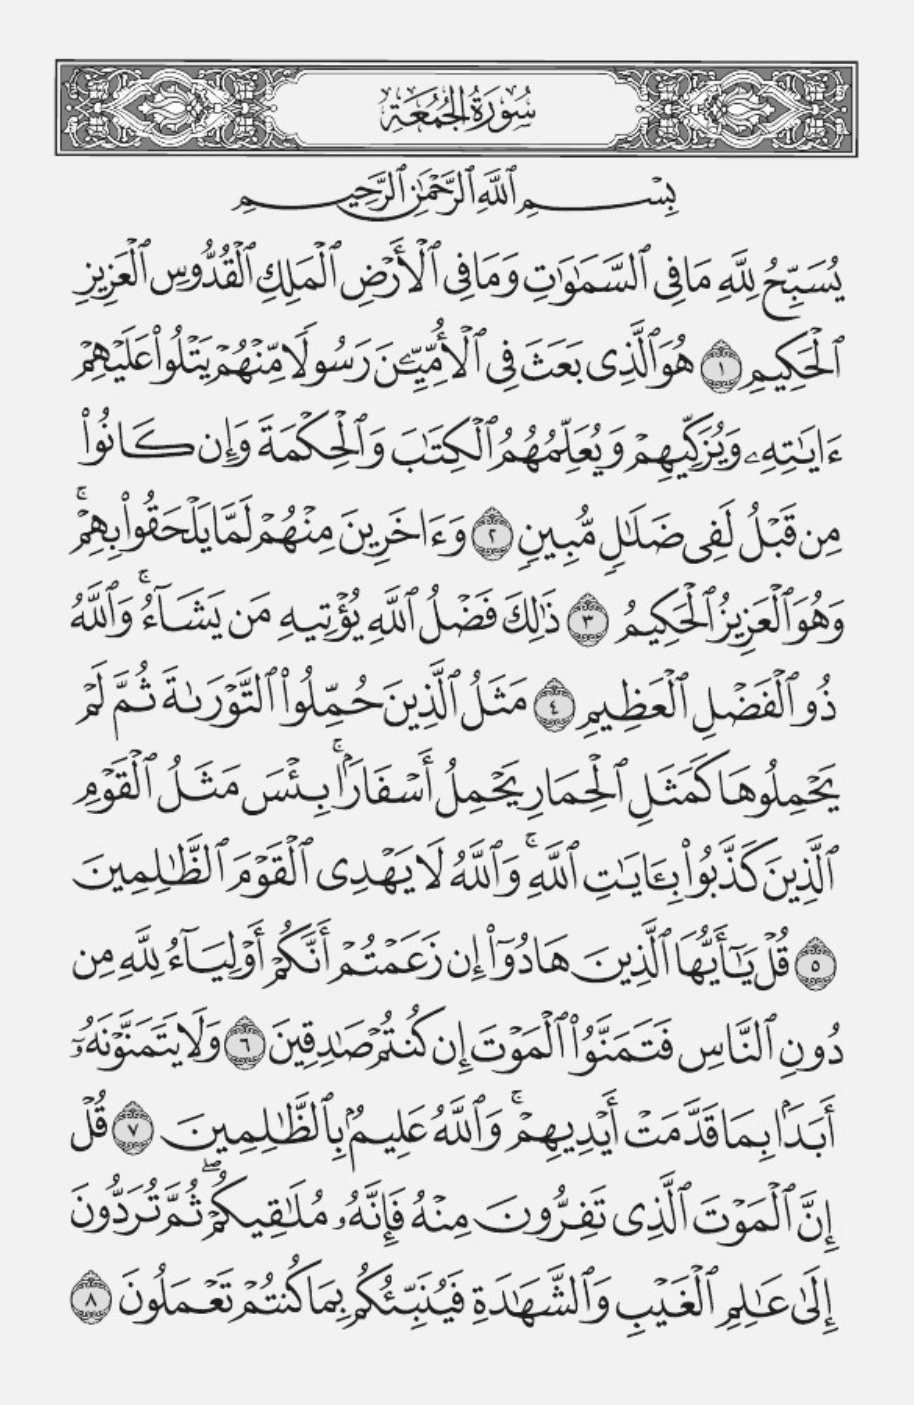 سُورَةُ الجُمُعَةِ
بِسْمِ ٱللَّهِ ٱلرَّحْمَٰنِ ٱلرَّحِيمِ
يُسَبِّحُ لِلَّهِ مَا فِى ٱلسَّمَٰوَٰتِ وَمَا فِى ٱلْأَرْضِ ٱلْمَلِكِ ٱلْقُدُّوسِ ٱلْعَزِيزِ
ٱلْحَكِيمِ ١ هُوَ ٱلَّذِى بَعَثَ فِى ٱلْأُمِّيِّـۧنَ رَسُولًا مِّنْهُمْ يَتْلُوا۟ عَلَيْهِمْ
ءَايَٰتِهِۦ وَيُزَكِّيهِمْ وَيُعَلِّمُهُمُ ٱلْكِتَٰبَ وَٱلْحِكْمَةَ وَإِن كَانُوا۟
مِن قَبْلُ لَفِى ضَلَٰلٍ مُّبِينٍ ٢ وَءَاخَرِينَ مِنْهُمْ لَمَّا يَلْحَقُوا۟ بِهِمْ ۚ
وَهُوَ ٱلْعَزِيزُ ٱلْحَكِيمُ ٣ ذَٰلِكَ فَضْلُ ٱللَّهِ يُؤْتِيهِ مَن يَشَآءُ ۚ وَٱللَّهُ
ذُو ٱلْفَضْلِ ٱلْعَظِيمِ ٤ مَثَلُ ٱلَّذِينَ حُمِّلُوا۟ ٱلتَّوْرَىٰةَ ثُمَّ لَمْ
يَحْمِلُوهَا كَمَثَلِ ٱلْحِمَارِ يَحْمِلُ أَسْفَارًۢا ۚ بِئْسَ مَثَلُ ٱلْقَوْمِ
ٱلَّذِينَ كَذَّبُوا۟ بِـَٔايَٰتِ ٱللَّهِ ۚ وَٱللَّهُ لَا يَهْدِى ٱلْقَوْمَ ٱلظَّٰلِمِينَ
٥ قُلْ يَٰٓأَيُّهَا ٱلَّذِينَ هَادُوٓا۟ إِن زَعَمْتُمْ أَنَّكُمْ أَوْلِيَآءُ لِلَّهِ مِن
دُونِ ٱلنَّاسِ فَتَمَنَّوُا۟ ٱلْمَوْتَ إِن كُنتُمْ صَٰدِقِينَ ٦ وَلَا يَتَمَنَّوْنَهُۥٓ
أَبَدًۢا بِمَا قَدَّمَتْ أَيْدِيهِمْ ۚ وَٱللَّهُ عَلِيمٌۢ بِٱلظَّٰلِمِينَ ٧ قُلْ
إِنَّ ٱلْمَوْتَ ٱلَّذِى تَفِرُّونَ مِنْهُ فَإِنَّهُۥ مُلَٰقِيكُمْ ۖ ثُمَّ تُرَدُّونَ
إِلَىٰ عَٰلِمِ ٱلْغَيْبِ وَٱلشَّهَٰدَةِ فَيُنَبِّئُكُم بِمَا كُنتُمْ تَعْمَلُونَ ٨